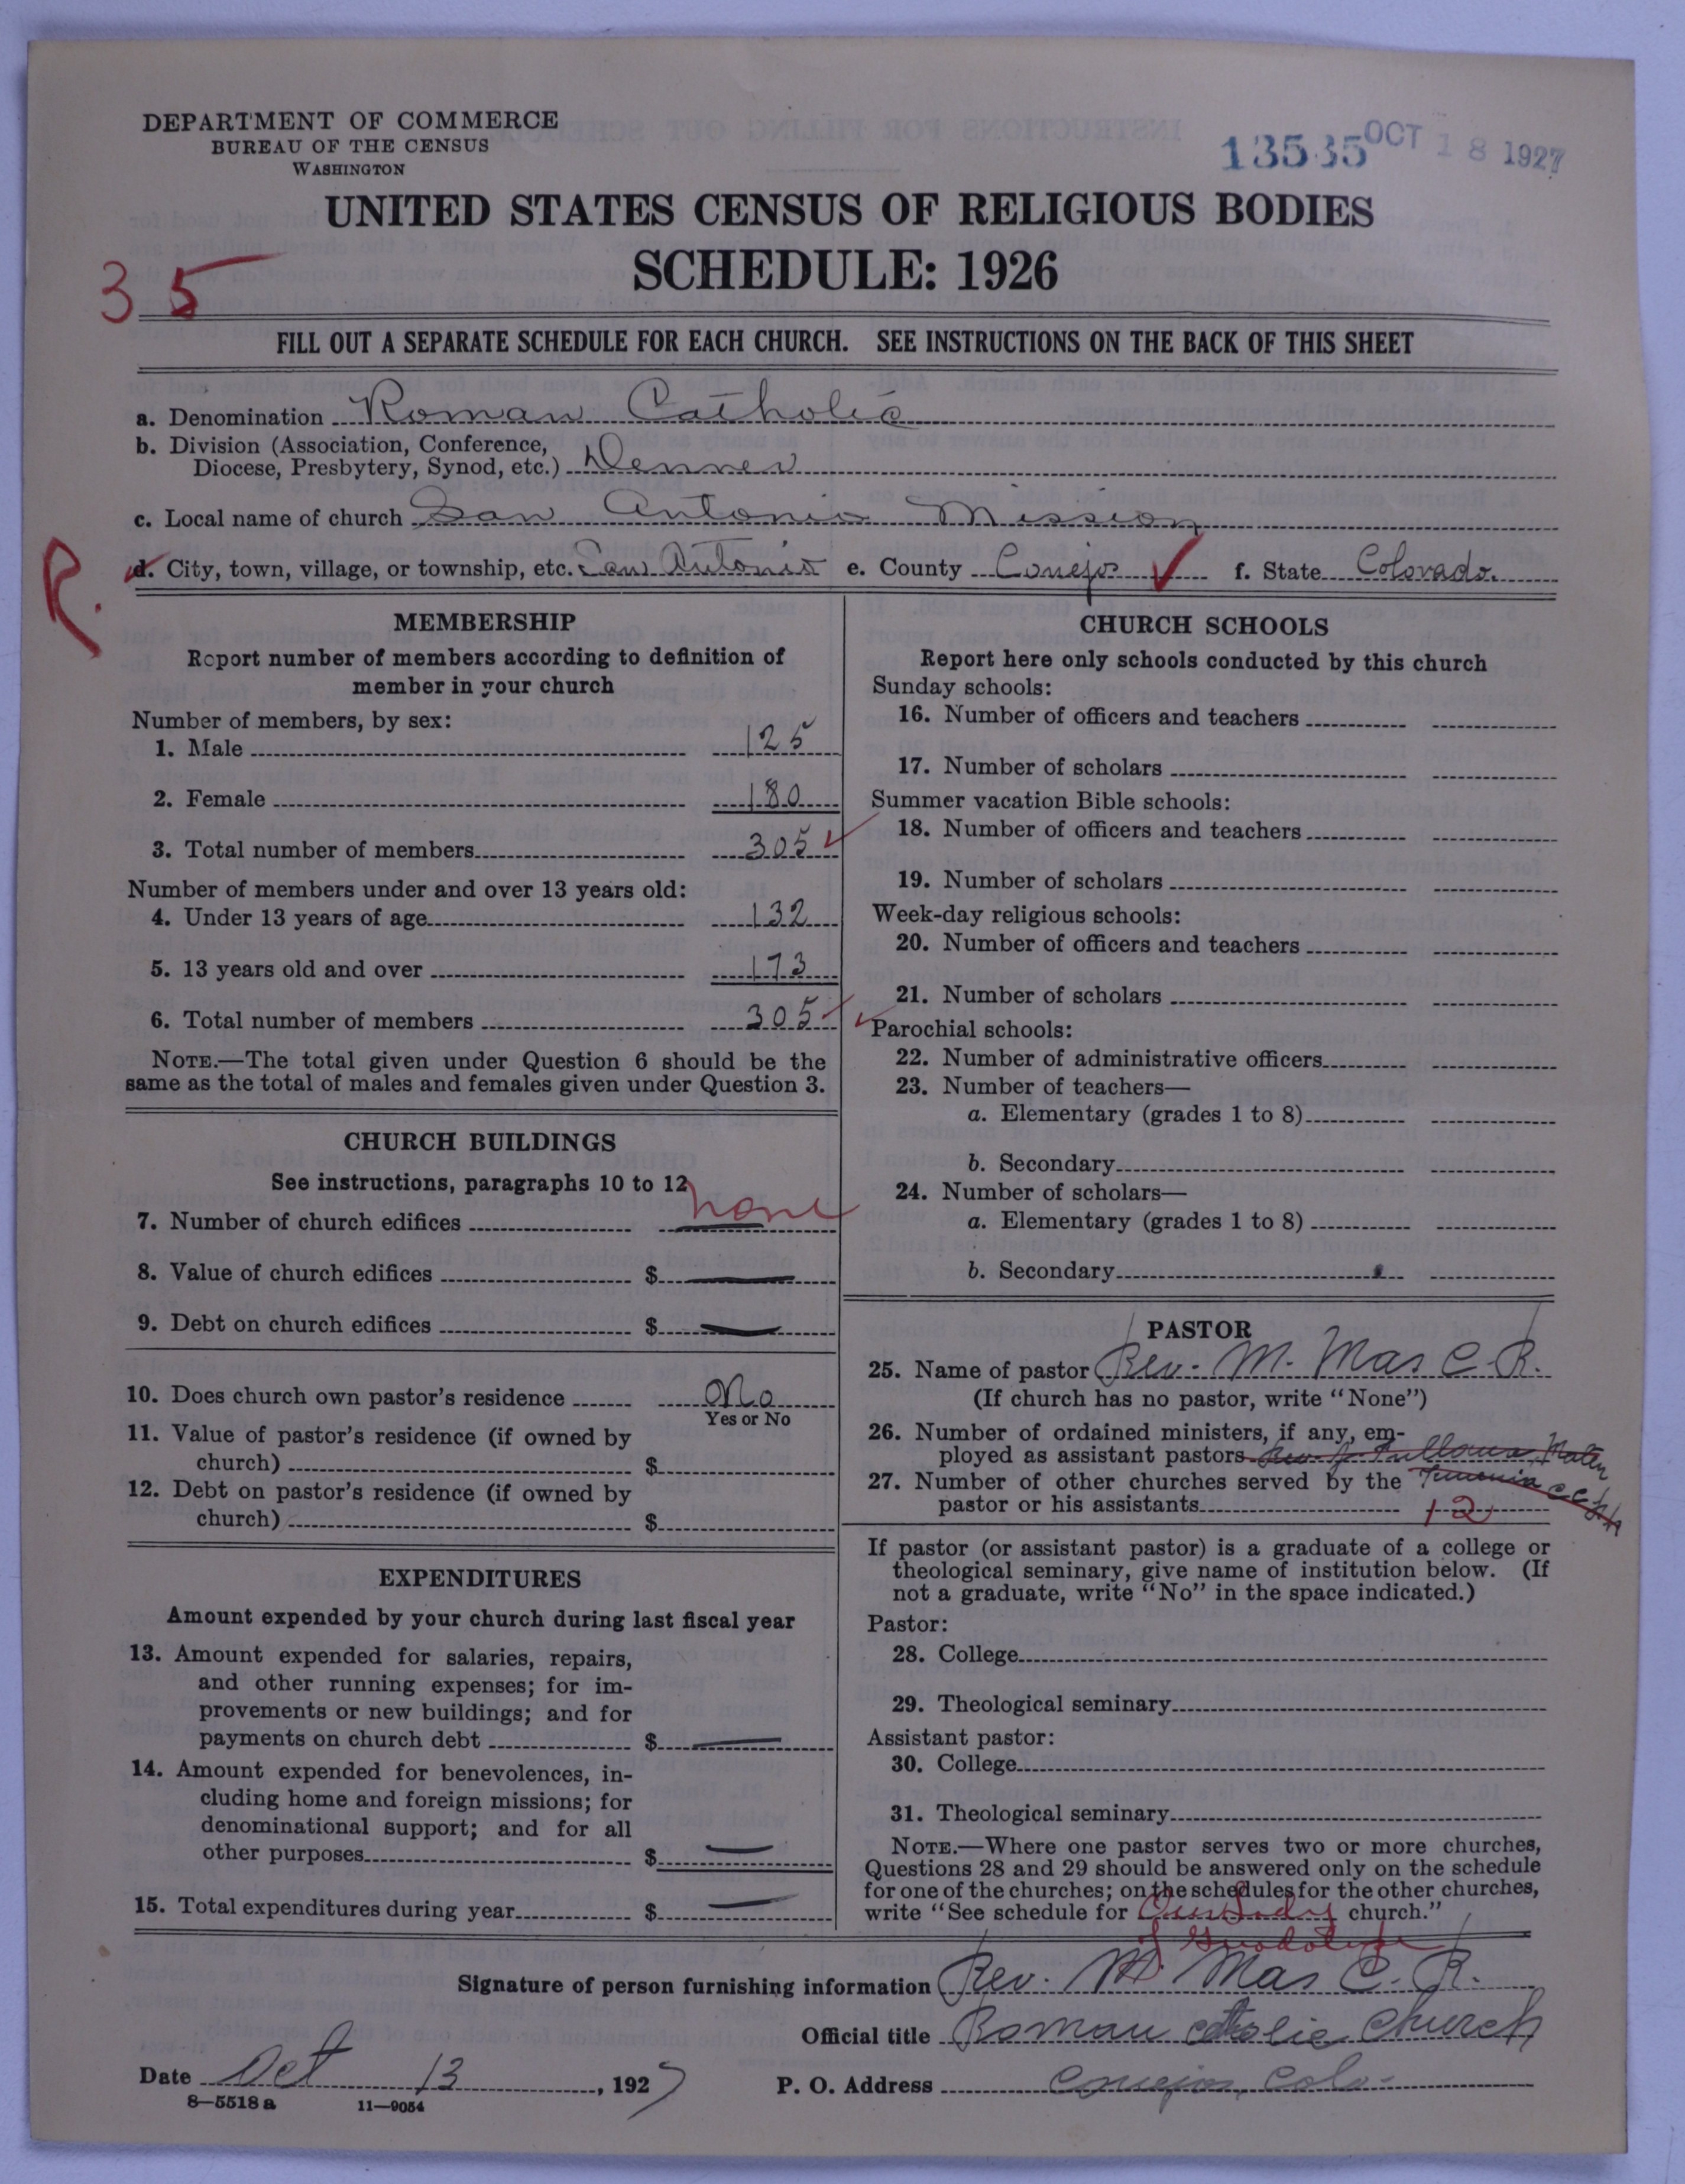 DEPARTMENT OF COMMERCE
BUREAU OF THE CENSUS
WASHINGTON
13535 OCT 18 1927
UNITED STATES CENSUS OF RELIGIOUS BODIES
SCHEDULE: 1926
35
FILL OUT A SEPARATE SCHEDULE FOR EACH CHURCH. SEE INSTRUCTIONS ON THE BACK OF THIS SHEET
a. Denomination Roman Catholic
b. Division (Association, Conference,
Diocese, Presbytery, Synod, etc.) Denver
c. Local name of church San Antonio Mission
R.
d. City, town, village, or township, etc. San Antonio e. County Conejos ✓ f. State Colorado.
MEMBERSHIP
Report number of members according to definition of
member in your church
Number of members, by sex:
1. Male 125
2. Female 180
3. Total number of members 305 ✓
Number of members under and over 13 years old:
4. Under 13 years of age 132
5. 13 years old and over 173
6. Total number of members 305 ✓
NOTE.—The total given under Question 6 should be the
same as the total of males and females given under Question 3.
CHURCH BUILDINGS
See instructions, paragraphs 10 to 12
7. Number of church edifices none
8. Value of church edifices $ —
9. Debt on church edifices $ —
10. Does church own pastor's residence No
Yes or No
11. Value of pastor's residence (if owned by
church) $
12. Debt on pastor's residence (if owned by
church) $
EXPENDITURES
Amount expended by your church during last fiscal year
13. Amount expended for salaries, repairs,
and other running expenses; for im-
provements or new buildings; and for
payments on church debt $ —
14. Amount expended for benevolences, in-
cluding home and foreign missions; for
denominational support; and for all
other purposes $ —
15. Total expenditures during year $ —
CHURCH SCHOOLS
Report here only schools conducted by this church
Sunday schools:
16. Number of officers and teachers
17. Number of scholars
Summer vacation Bible schools:
18. Number of officers and teachers
19. Number of scholars
Week-day religious schools:
20. Number of officers and teachers
21. Number of scholars
✓ Parochial schools:
22. Number of administrative officers
23. Number of teachers—
a. Elementary (grades 1 to 8)
b. Secondary
24. Number of scholars—
a. Elementary (grades 1 to 8)
b. Secondary
PASTOR
25. Name of pastor Rev. M. Mas C. R.
(If church has no pastor, write "None")
26. Number of ordained ministers, if any, em-
ployed as assistant pastors Rev. J.
27. Number of other churches served by the
pastor or his assistants 12
If pastor (or assistant pastor) is a graduate of a college or
theological seminary, give name of institution below. (If
not a graduate, write "No" in the space indicated.)
Pastor:
28. College
29. Theological seminary
Assistant pastor:
30. College
31. Theological seminary
NOTE.—Where one pastor serves two or more churches,
Questions 28 and 29 should be answered only on the schedule
for one of the churches; on the schedules for the other churches,
write "See schedule for Our Lady church."
of Guadalupe
Signature of person furnishing information Rev. M. Mas C. R.
Official title Roman Catholic Church
Date Oct 13, 1927 P. O. Address Conejos, Colo-
8—5518a 11—9054